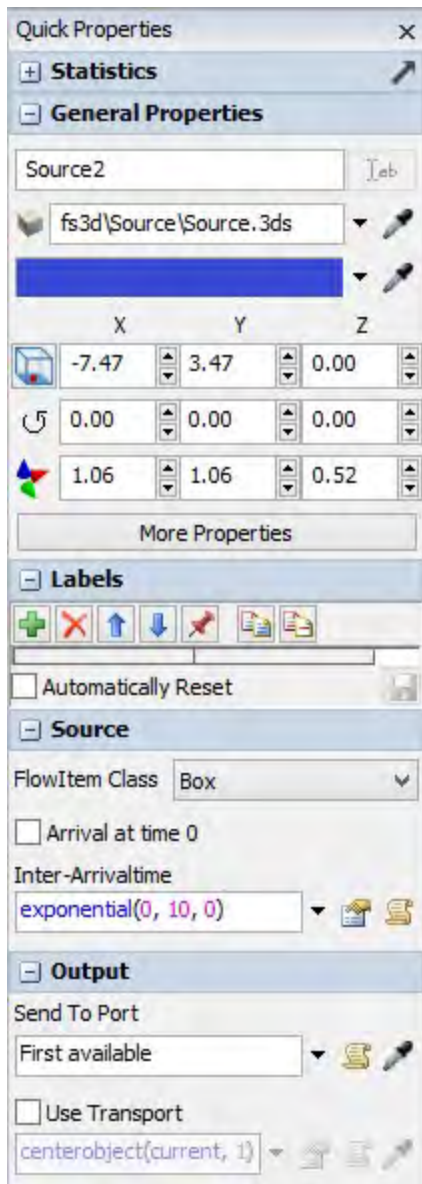 Quick Properties
Statistics
General Properties
Source2
fs3d\Source\Source.3ds
X Y Z
-7.47 3.47 0.00
0.00 0.00 0.00
1.06 1.06 0.52
More Properties
Labels
Automatically Reset
Source
FlowItem Class Box
Arrival at time 0
Inter-Arrivaltime
exponential(0, 10, 0)
Output
Send To Port
First available
Use Transport
centerobject(current, 1)